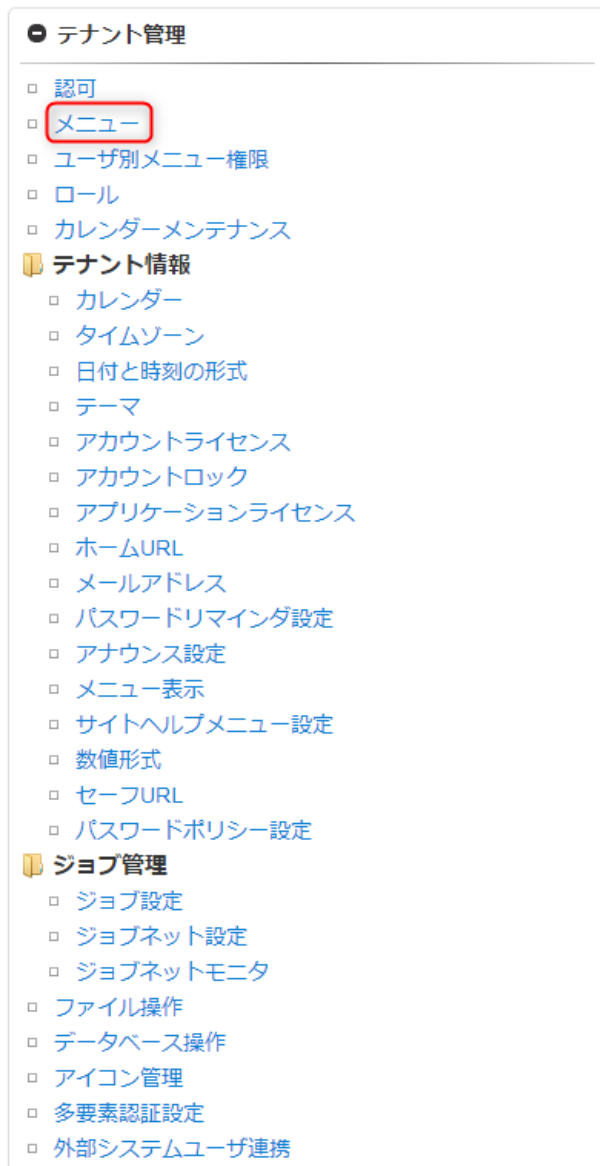 テナント管理
認可
メニュー
ユーザ別メニュー権限
ロール
カレンダーメンテナンス
テナント情報
カレンダー
タイムゾーン
日付と時刻の形式
テーマ
アカウントライセンス
アカウントロック
アプリケーションライセンス
ホームURL
メールアドレス
パスワードリマインダ設定
アナウンス設定
メニュー表示
サイトヘルプメニュー設定
数値形式
セーフURL
パスワードポリシー設定
ジョブ管理
ジョブ設定
ジョブネット設定
ジョブネットモニタ
ファイル操作
データベース操作
アイコン管理
多要素認証設定
外部システムユーザ連携